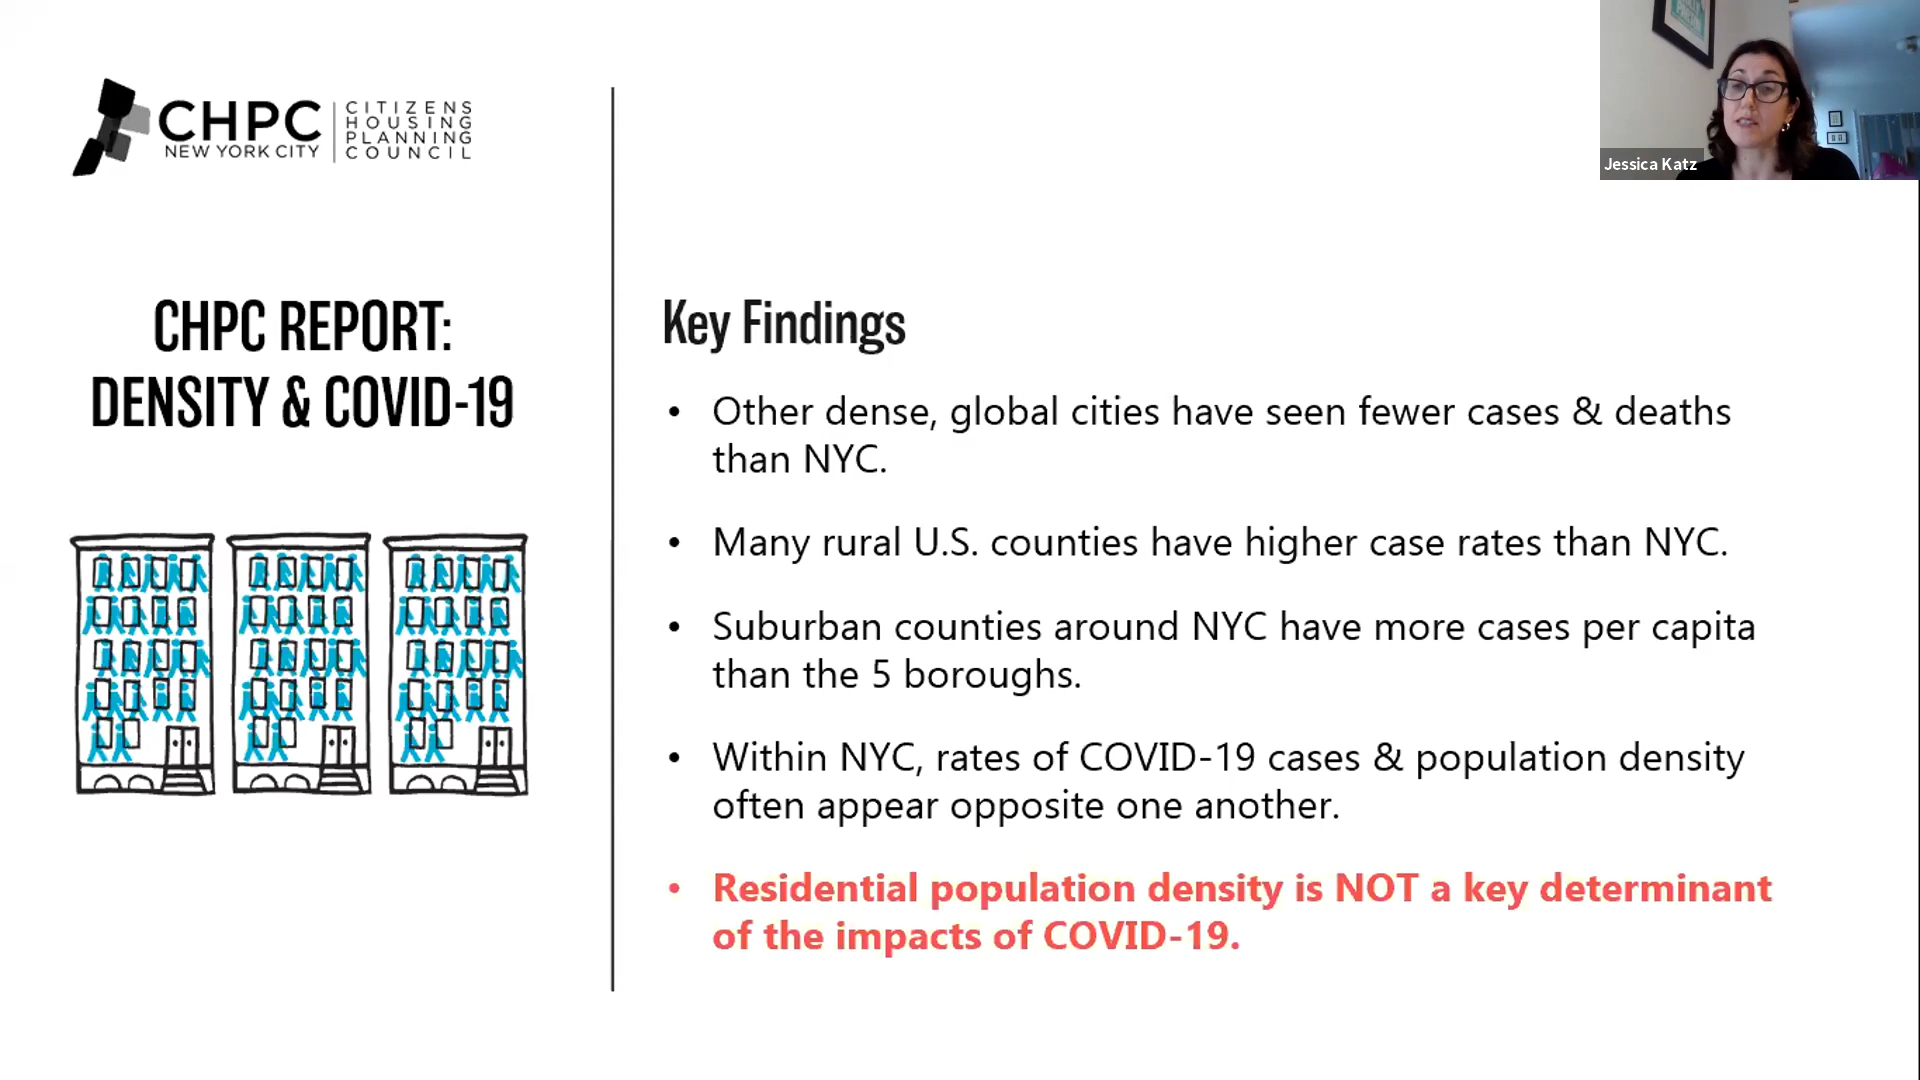 CHPC
NEW YORK CITY
CITIZENS
HOUSING
PLANNING
COUNCIL
Jessica Katz
CHPC REPORT:
DENSITY & COVID-19
Key Findings
• Other dense, global cities have seen fewer cases & deaths
than NYC.
• Many rural U.S. counties have higher case rates than NYC.
• Suburban counties around NYC have more cases per capita
than the 5 boroughs.
• Within NYC, rates of COVID-19 cases & population density
often appear opposite one another.
• Residential population density is NOT a key determinant
of the impacts of COVID-19.